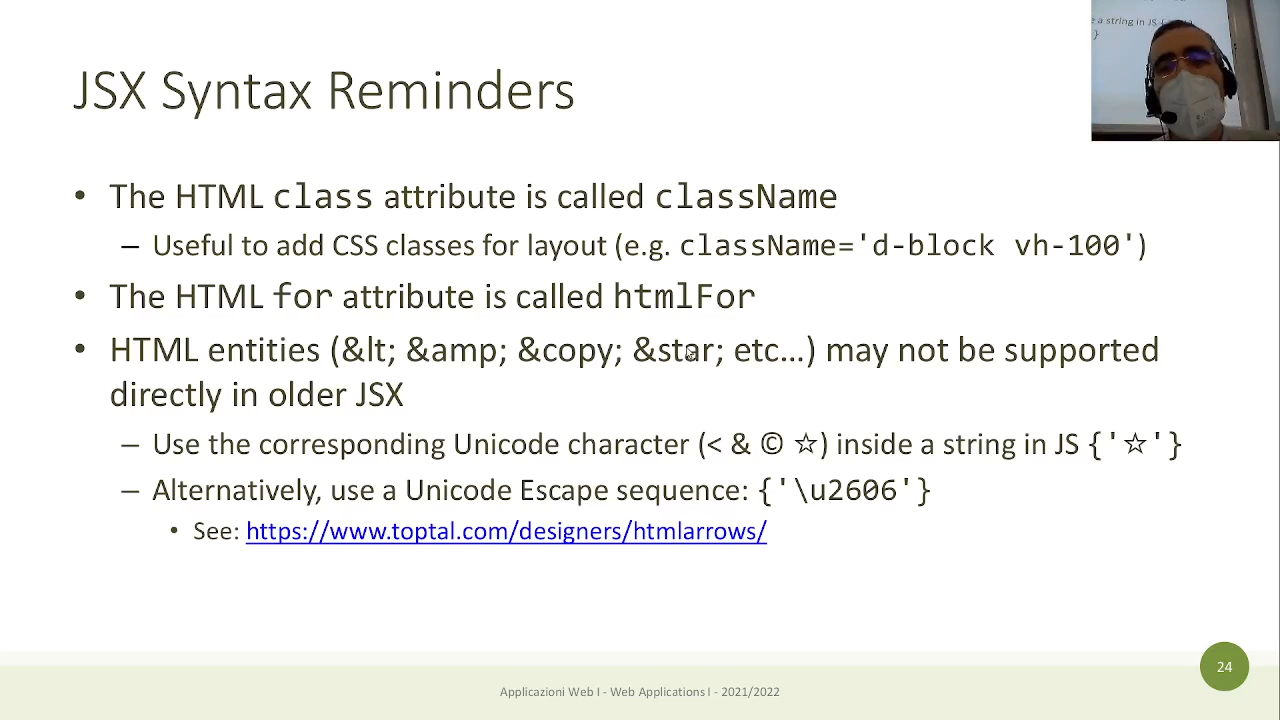 JSX Syntax Reminders
• The HTML class attribute is called className
– Useful to add CSS classes for layout (e.g. className='d-block vh-100')
• The HTML for attribute is called htmlFor
• HTML entities (&lt; &amp; &copy; &star; etc…) may not be supported
directly in older JSX
– Use the corresponding Unicode character (< & © ☆) inside a string in JS {'☆'}
– Alternatively, use a Unicode Escape sequence: {'\u2606'}
• See: https://www.toptal.com/designers/htmlarrows/
Applicazioni Web I - Web Applications I - 2021/2022
24
e a string in JS {